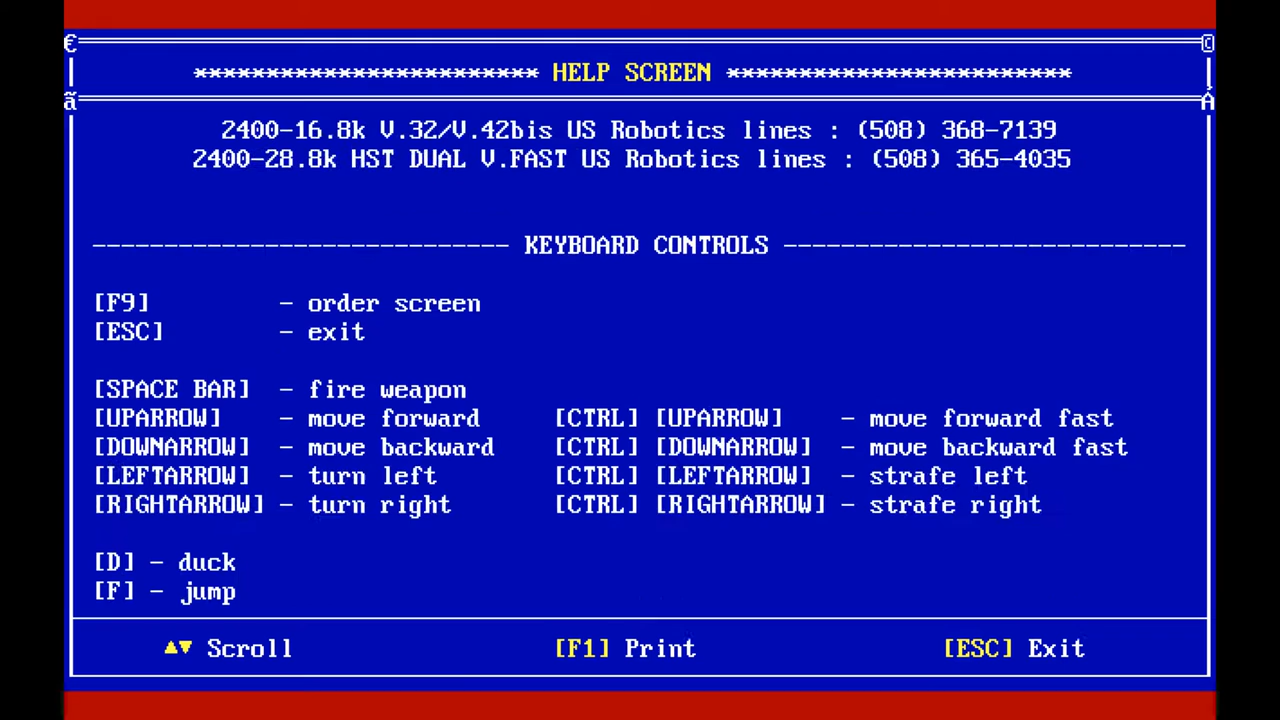 ************************ HELP SCREEN ************************
2400-16.8k V.32/V.42bis US Robotics lines : (508) 368-7139
2400-28.8k HST DUAL V.FAST US Robotics lines : (508) 365-4035
----------------------------- KEYBOARD CONTROLS ----------------------------
[F9] - order screen
[ESC] - exit
[SPACE BAR] - fire weapon
[UPARROW] - move forward [CTRL] [UPARROW] - move forward fast
[DOWNARROW] - move backward [CTRL] [DOWNARROW] - move backward fast
[LEFTARROW] - turn left [CTRL] [LEFTARROW] - strafe left
[RIGHTARROW] - turn right [CTRL] [RIGHTARROW] - strafe right
[D] - duck
[F] - jump
▲▼ Scroll [F1] Print [ESC] Exit